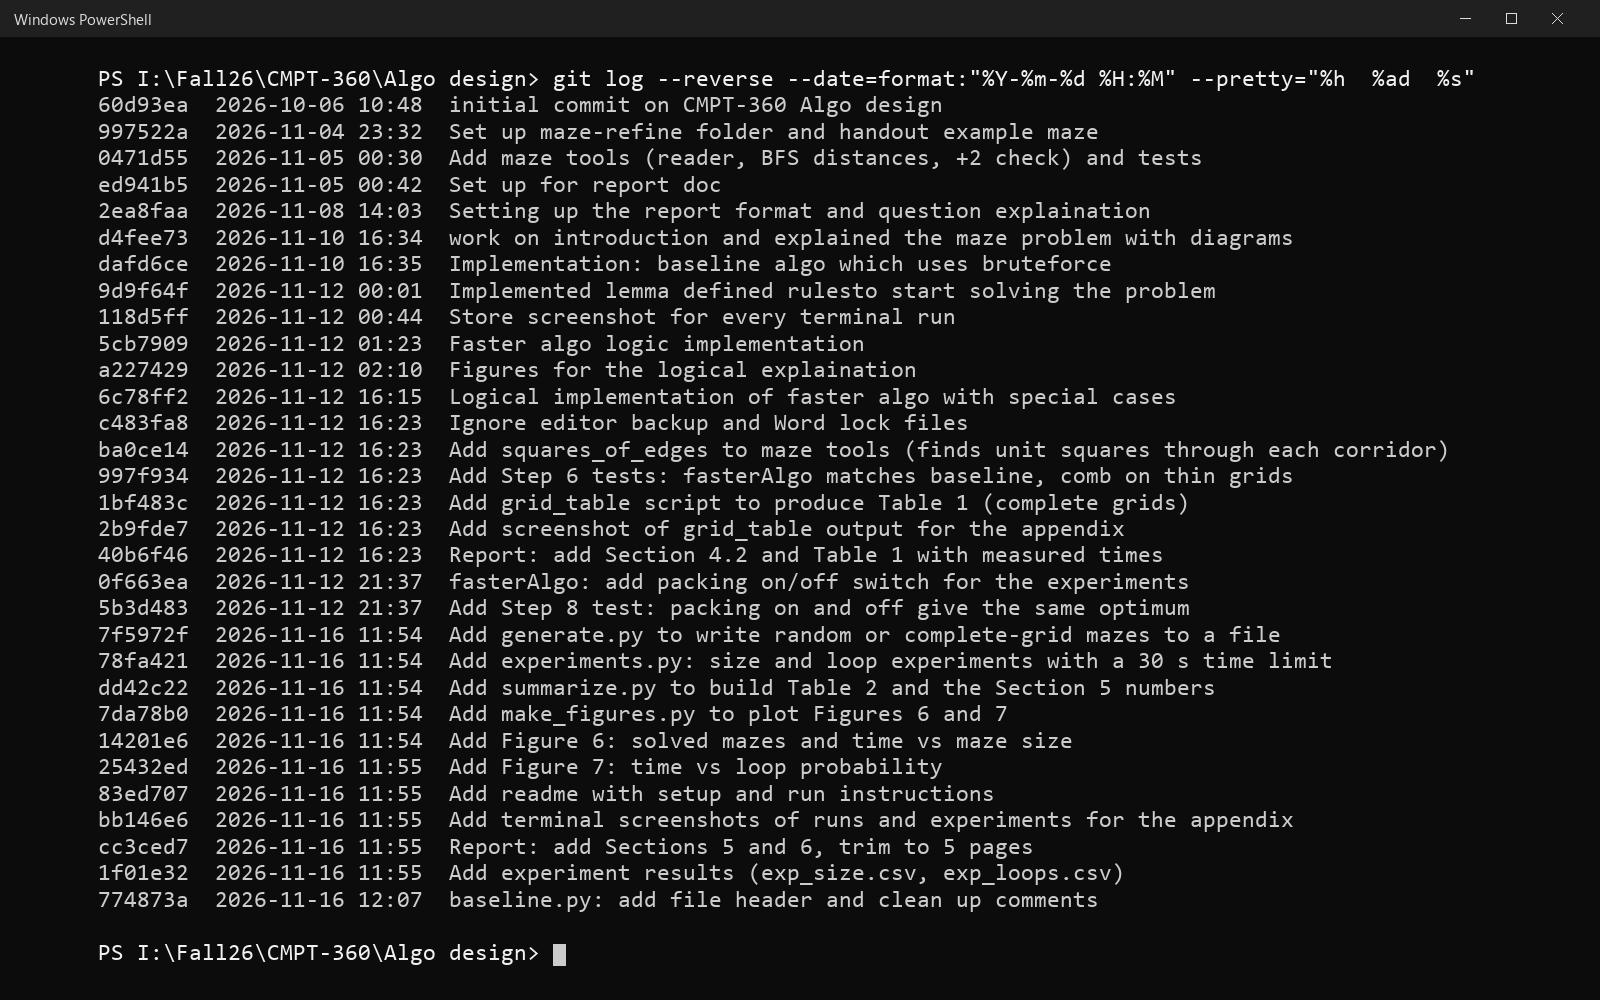 Windows PowerShell
PS I:\Fall26\CMPT-360\Algo design> git log --reverse --date=format:"%Y-%m-%d %H:%M" --pretty="%h  %ad  %s"
60d93ea  2026-10-06 10:48  initial commit on CMPT-360 Algo design
997522a  2026-11-04 23:32  Set up maze-refine folder and handout example maze
0471d55  2026-11-05 00:30  Add maze tools (reader, BFS distances, +2 check) and tests
ed941b5  2026-11-05 00:42  Set up for report doc
2ea8faa  2026-11-08 14:03  Setting up the report format and question explaination
d4fee73  2026-11-10 16:34  work on introduction and explained the maze problem with diagrams
dafd6ce  2026-11-10 16:35  Implementation: baseline algo which uses bruteforce
9d9f64f  2026-11-12 00:01  Implemented lemma defined rulesto start solving the problem
118d5ff  2026-11-12 00:44  Store screenshot for every terminal run
5cb7909  2026-11-12 01:23  Faster algo logic implementation
a227429  2026-11-12 02:10  Figures for the logical explaination
6c78ff2  2026-11-12 16:15  Logical implementation of faster algo with special cases
c483fa8  2026-11-12 16:23  Ignore editor backup and Word lock files
ba0ce14  2026-11-12 16:23  Add squares_of_edges to maze tools (finds unit squares through each corridor)
997f934  2026-11-12 16:23  Add Step 6 tests: fasterAlgo matches baseline, comb on thin grids
1bf483c  2026-11-12 16:23  Add grid_table script to produce Table 1 (complete grids)
2b9fde7  2026-11-12 16:23  Add screenshot of grid_table output for the appendix
40b6f46  2026-11-12 16:23  Report: add Section 4.2 and Table 1 with measured times
0f663ea  2026-11-12 21:37  fasterAlgo: add packing on/off switch for the experiments
5b3d483  2026-11-12 21:37  Add Step 8 test: packing on and off give the same optimum
7f5972f  2026-11-16 11:54  Add generate.py to write random or complete-grid mazes to a file
78fa421  2026-11-16 11:54  Add experiments.py: size and loop experiments with a 30 s time limit
dd42c22  2026-11-16 11:54  Add summarize.py to build Table 2 and the Section 5 numbers
7da78b0  2026-11-16 11:54  Add make_figures.py to plot Figures 6 and 7
14201e6  2026-11-16 11:54  Add Figure 6: solved mazes and time vs maze size
25432ed  2026-11-16 11:55  Add Figure 7: time vs loop probability
83ed707  2026-11-16 11:55  Add readme with setup and run instructions
bb146e6  2026-11-16 11:55  Add terminal screenshots of runs and experiments for the appendix
cc3ced7  2026-11-16 11:55  Report: add Sections 5 and 6, trim to 5 pages
1f01e32  2026-11-16 11:55  Add experiment results (exp_size.csv, exp_loops.csv)
774873a  2026-11-16 12:07  baseline.py: add file header and clean up comments
PS I:\Fall26\CMPT-360\Algo design>